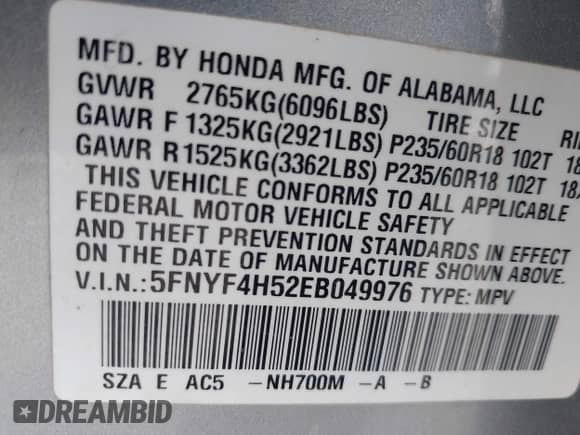 MFD. BY HONDA MFG. OF ALABAMA, LLC
GVWR 2765KG(6096LBS) TIRE SIZE
GAWR F 1325KG(2921LBS) P235/60R18 102T
GAWR R 1525KG(3362LBS) P235/60R18 102T
THIS VEHICLE CONFORMS TO ALL APPLICABLE
FEDERAL MOTOR VEHICLE SAFETY
AND THEFT PREVENTION STANDARDS IN EFFECT
ON THE DATE OF MANUFACTURE SHOWN ABOVE.
V.I.N.:5FNYF4H52EB049976 TYPE: MPV
SZA E AC5 -NH700M -A -B
DREAMBID